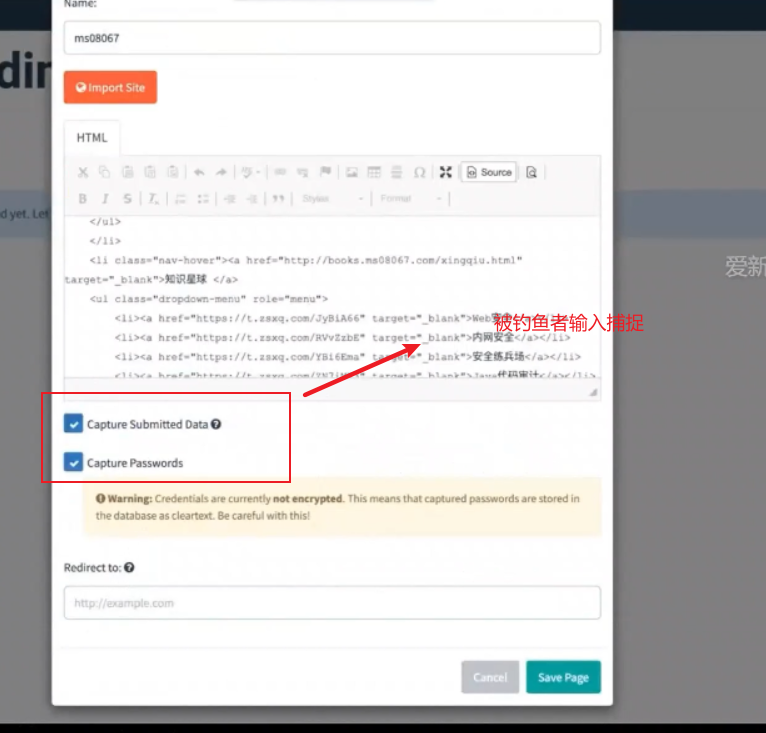 Name:
ms08067
Import Site
HTML
Source
B I S
Styles
Format
</ul>
</li>
<li class="nav-hover"><a href="http://books.ms08067.com/xingqiu.html"
target="_blank">知识星球 </a>
<ul class="dropdown-menu" role="menu">
<li><a href="https://t.zsxq.com/JyBiA66" target="_blank">Web安全</a></li>
<li><a href="https://t.zsxq.com/RVvZzbE" target="_blank">内网安全</a></li>
<li><a href="https://t.zsxq.com/YBi6Ema" target="_blank">安全练兵场</a></li>
被钓鱼者输入捕捉
d yet. Let
爱新
Capture Submitted Data
Capture Passwords
Warning: Credentials are currently not encrypted. This means that captured passwords are stored in
the database as cleartext. Be careful with this!
Redirect to:
http://example.com
Cancel
Save Page